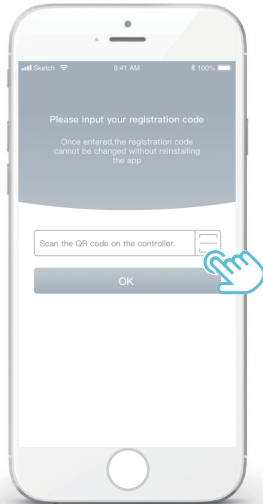 Sketch 9:41 AM 100%
Please input your registration code
Once entered,the registration code
cannot be changed without reinstalling
the app
Scan the QR code on the controller.
OK